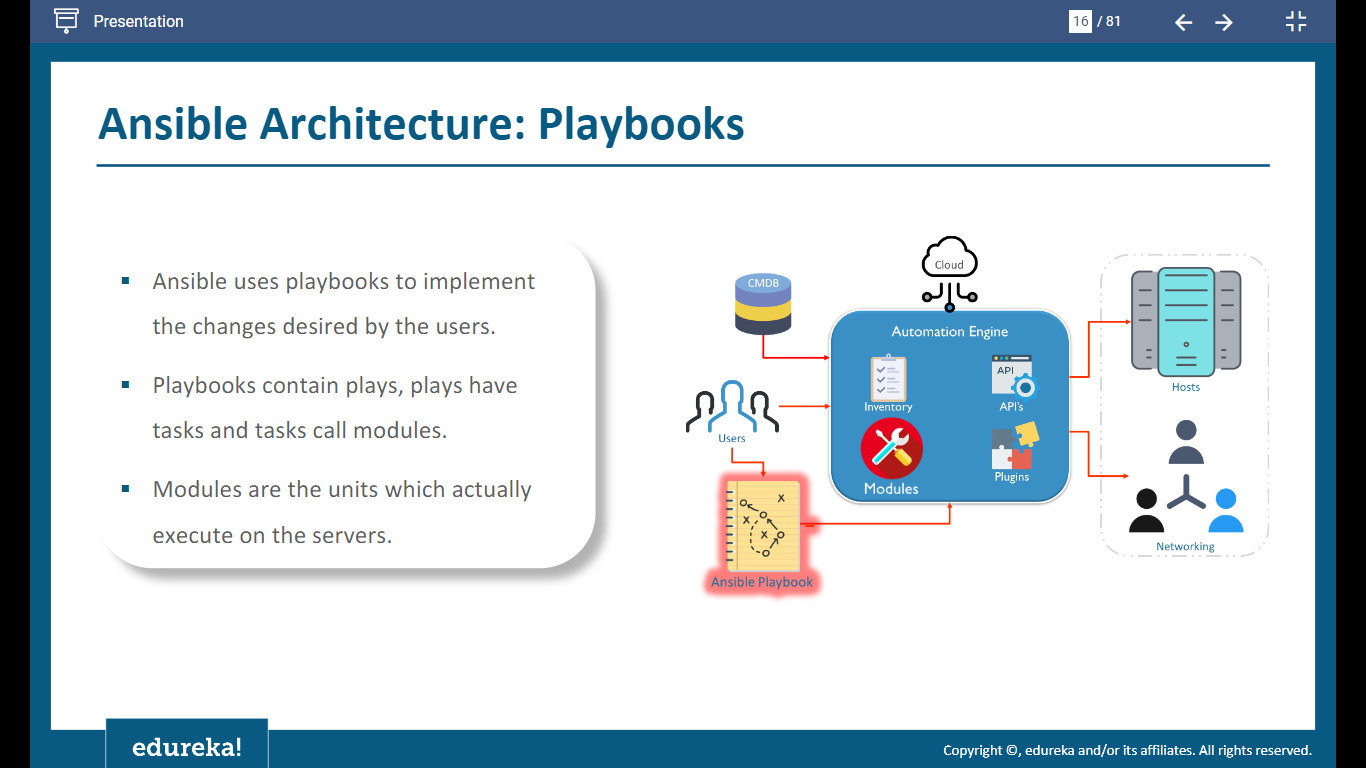 Presentation
16 / 81
Ansible Architecture: Playbooks
Ansible uses playbooks to implement
the changes desired by the users.
Playbooks contain plays, plays have
tasks and tasks call modules.
Modules are the units which actually
execute on the servers.
Cloud
CMDB
Automation Engine
API
Inventory
API's
Hosts
Users
Modules
Plugins
Networking
Ansible Playbook
edureka!
Copyright ©, edureka and/or its affiliates. All rights reserved.